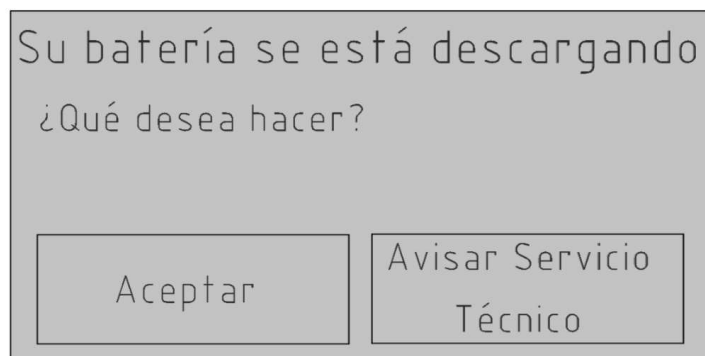 Su batería se está descargando
¿Qué desea hacer?
Aceptar
Avisar Servicio
Técnico